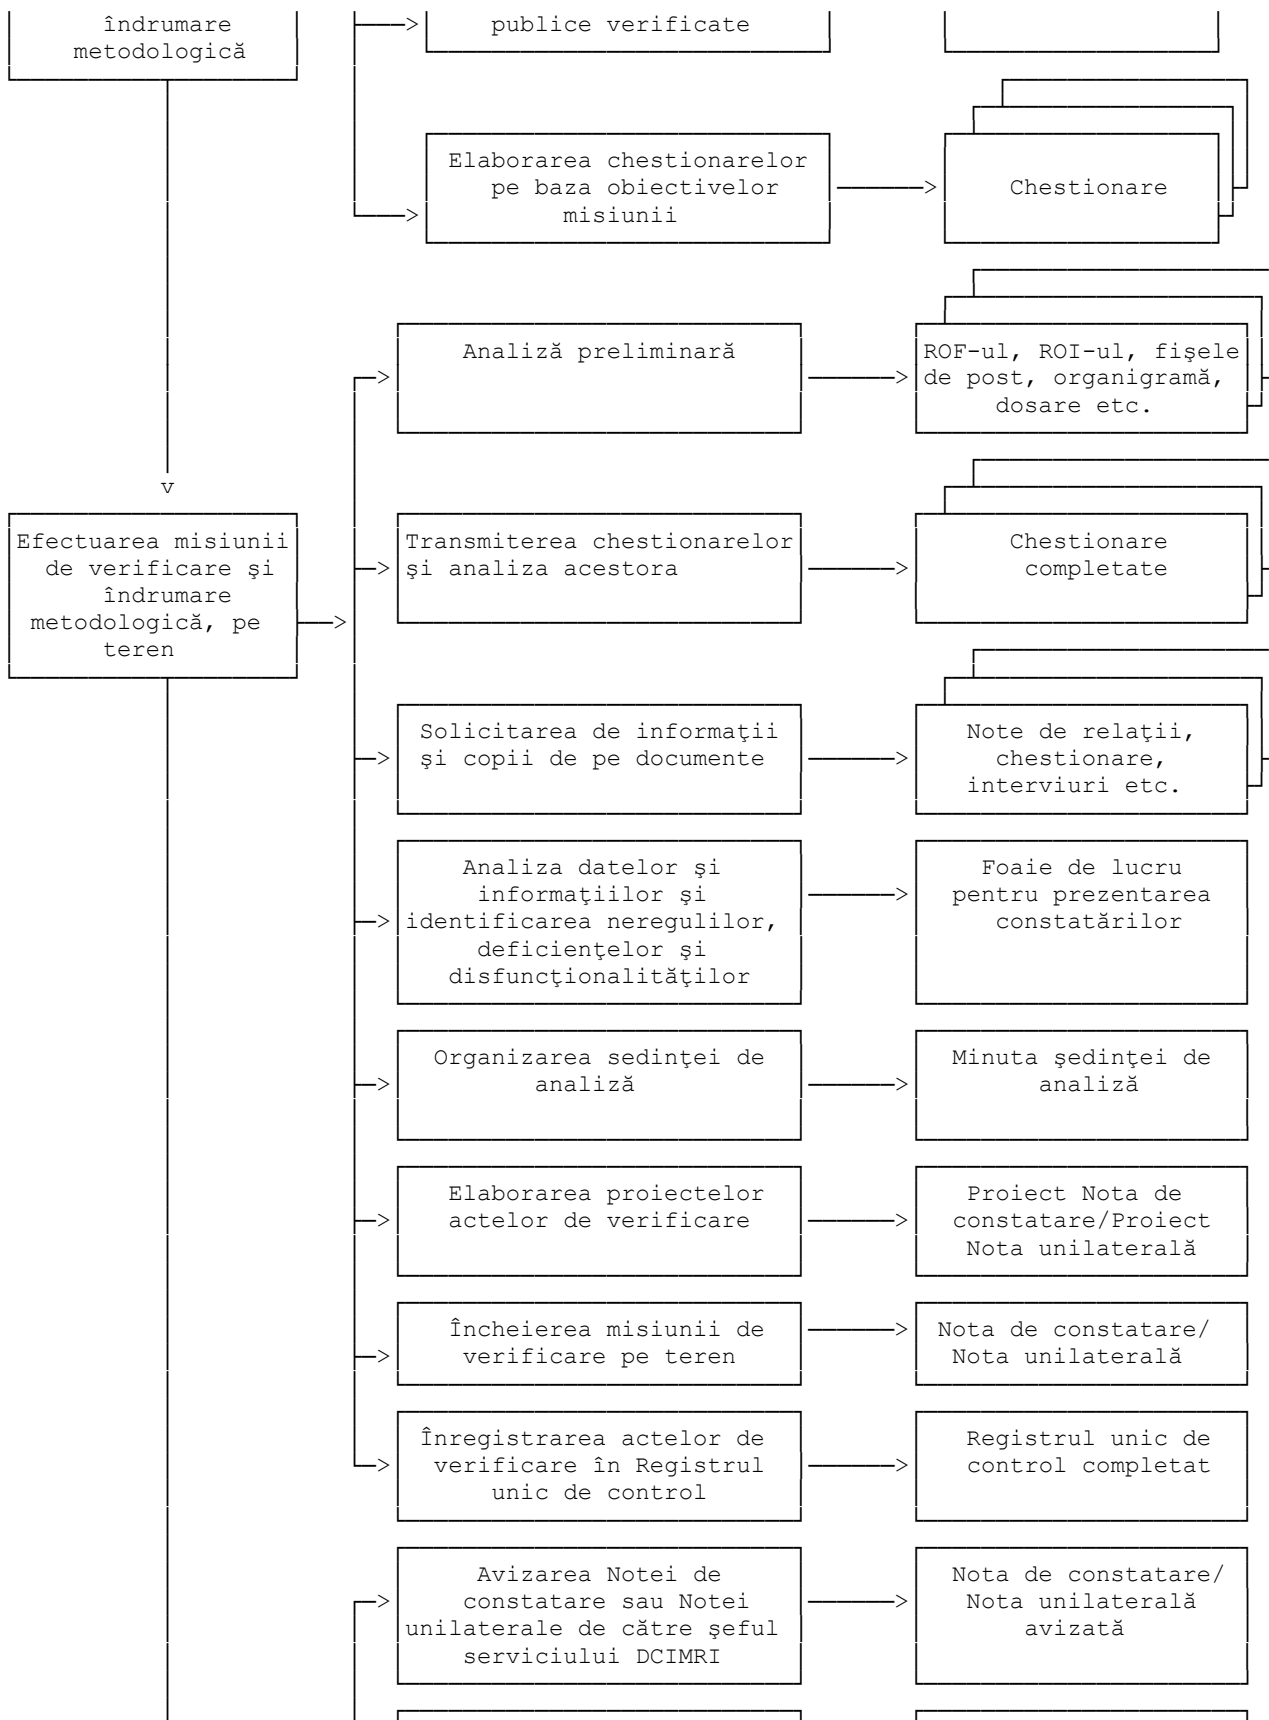 îndrumare
metodologică
publice verificate
Elaborarea chestionarelor
pe baza obiectivelor
misiunii
Chestionare
Analiză preliminară
ROF-ul, ROI-ul, fişele
de post, organigramă,
dosare etc.
v
Efectuarea misiunii
de verificare şi
îndrumare
metodologică, pe
teren
Transmiterea chestionarelor
şi analiza acestora
Chestionare
completate
Solicitarea de informaţii
şi copii de pe documente
Note de relaţii,
chestionare,
interviuri etc.
Analiza datelor şi
informaţiilor şi
identificarea neregulilor,
deficienţelor şi
disfuncţionalităţilor
Foaie de lucru
pentru prezentarea
constatărilor
Organizarea sedinţei de
analiză
Minuta şedinţei de
analiză
Elaborarea proiectelor
actelor de verificare
Proiect Nota de
constatare/Proiect
Nota unilaterală
Încheierea misiunii de
verificare pe teren
Nota de constatare/
Nota unilaterală
Înregistrarea actelor de
verificare în Registrul
unic de control
Registrul unic de
control completat
Avizarea Notei de
constatare sau Notei
unilaterale de către şeful
serviciului DCIMRI
Nota de constatare/
Nota unilaterală
avizată